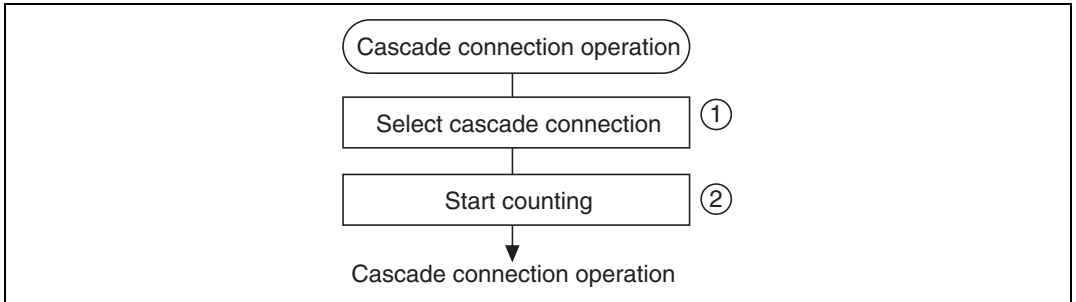 Cascade connection operation
Select cascade connection
①
Start counting
②
Cascade connection operation